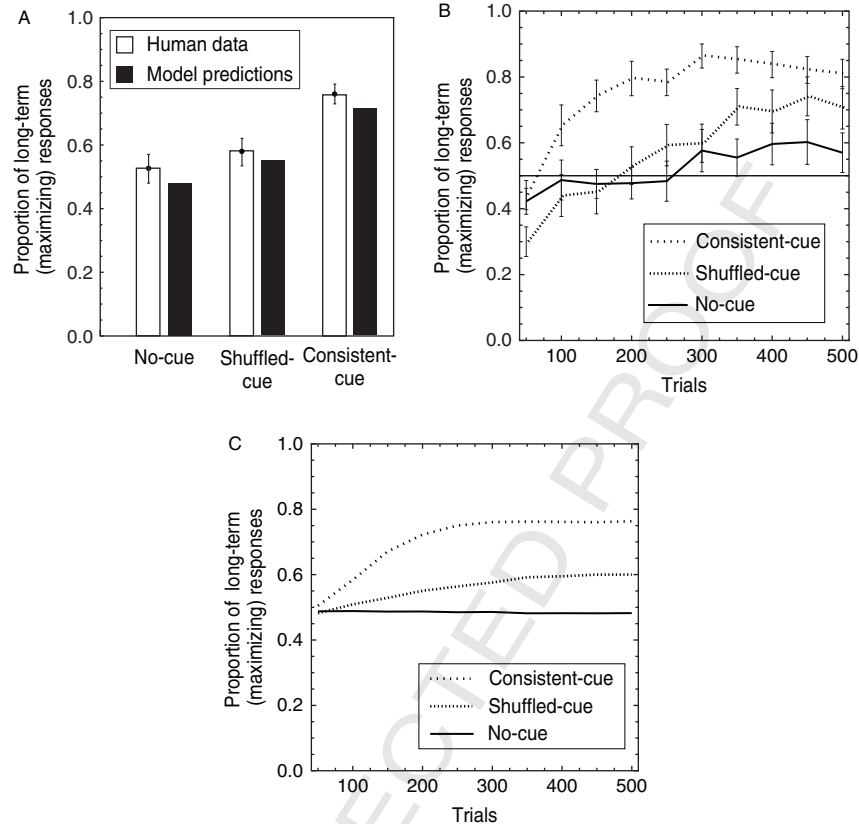 A
Proportion of long-term
(maximizing) responses
1.0
0.8
0.6
0.4
0.2
0.0
Human data
Model predictions
No-cue
Shuffled-
cue
Consistent-
cue
B
Proportion of long-term
(maximizing) responses
1.0
0.8
0.6
0.4
0.2
0.0
Consistent-cue
Shuffled-cue
No-cue
100 200 300 400 500
Trials
C
Proportion of long-term
(maximizing) responses
1.0
0.8
0.6
0.4
0.2
0.0
Consistent-cue
Shuffled-cue
No-cue
100 200 300 400 500
Trials
ECTED PROOF